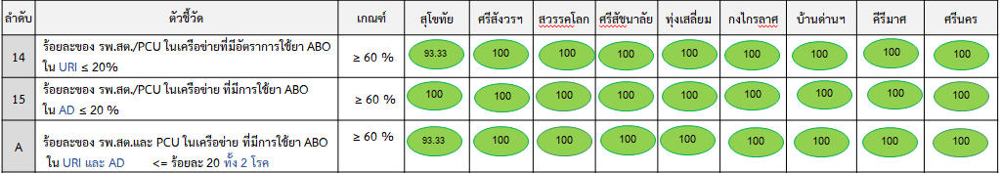 ลำดับ ตัวชี้วัด เกณฑ์ สุโขทัย ศรีสังวรฯ สวรรคโลก ศรีสัชนาลัย ทุ่งเสลี่ยม กงไกรลาศ บ้านด่านฯ คีรีมาศ ศรีนคร
14 ร้อยละของ รพ.สต./PCU ในเครือข่ายที่มีอัตราการใช้ยา ABO
ใน URI ≤ 20% ≥ 60 % 93.33 100 100 100 100 100 100 100 100
15 ร้อยละของ รพ.สต./PCU ในเครือข่าย ที่มีการใช้ยา ABO
ใน AD ≤ 20 % ≥ 60 % 100 100 100 100 100 100 100 100 100
A ร้อยละของ รพ.สต.และ PCU ในเครือข่าย ที่มีการใช้ยา ABO
ใน URI และ AD <= ร้อยละ 20 ทั้ง 2 โรค ≥ 60 % 93.33 100 100 100 100 100 100 100 100